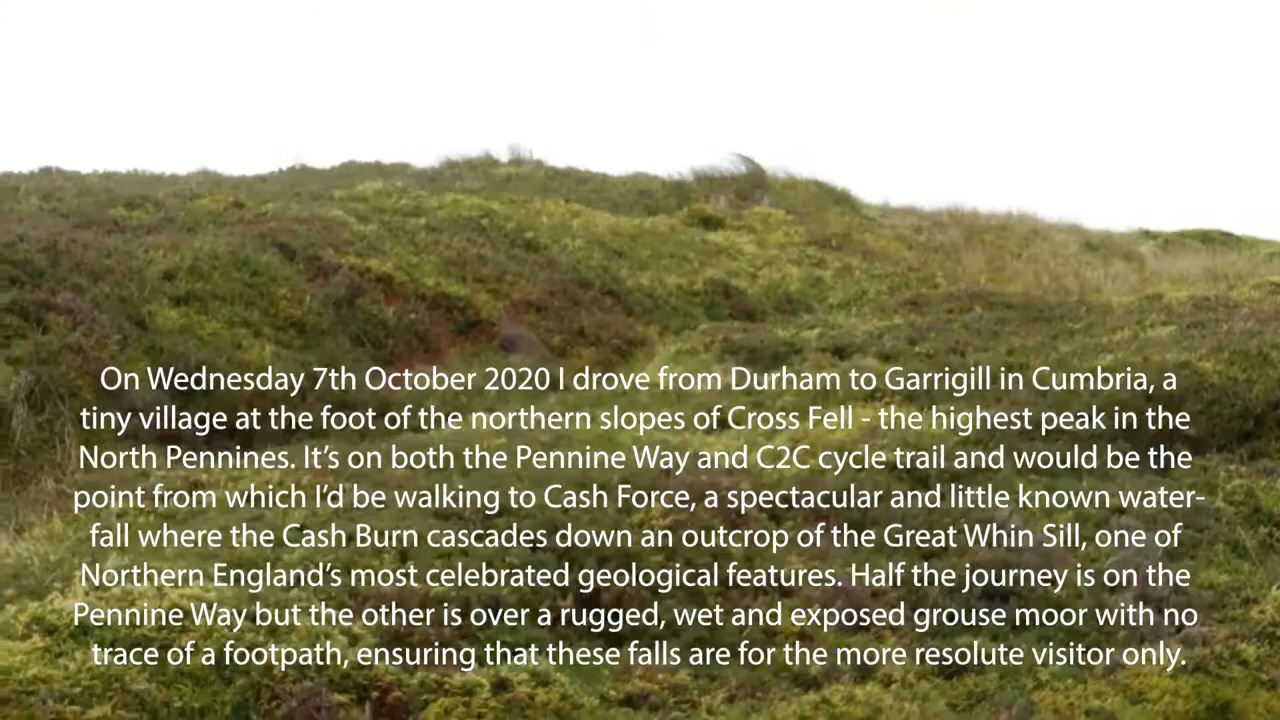 On Wednesday 7th October 2020 I drove from Durham to Garrigill in Cumbria, a
tiny village at the foot of the northern slopes of Cross Fell - the highest peak in the
North Pennines. It’s on both the Pennine Way and C2C cycle trail and would be the
point from which I’d be walking to Cash Force, a spectacular and little known water-
fall where the Cash Burn cascades down an outcrop of the Great Whin Sill, one of
Northern England’s most celebrated geological features. Half the journey is on the
Pennine Way but the other is over a rugged, wet and exposed grouse moor with no
trace of a footpath, ensuring that these falls are for the more resolute visitor only.